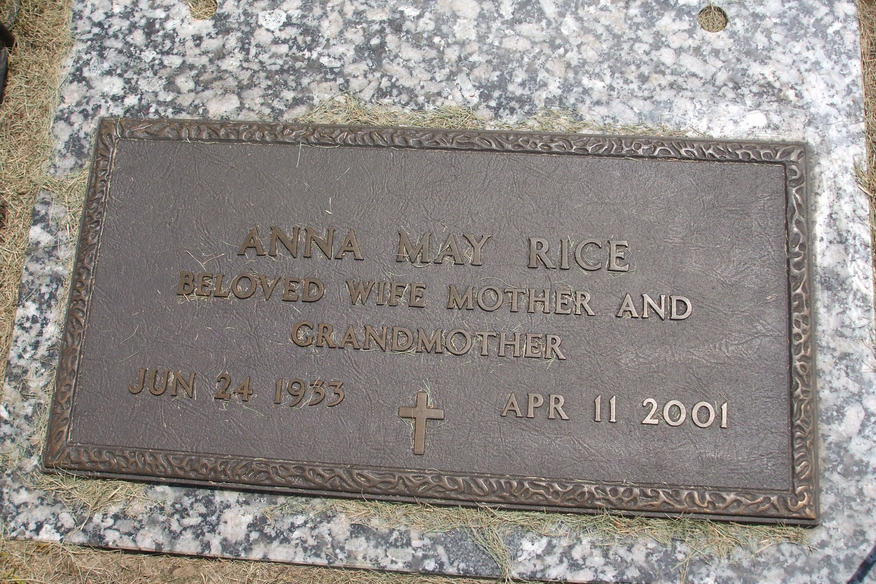 ANNA MAY RICE
BELOVED WIFE MOTHER AND
GRANDMOTHER
JUN 24 1933 APR 11 2001